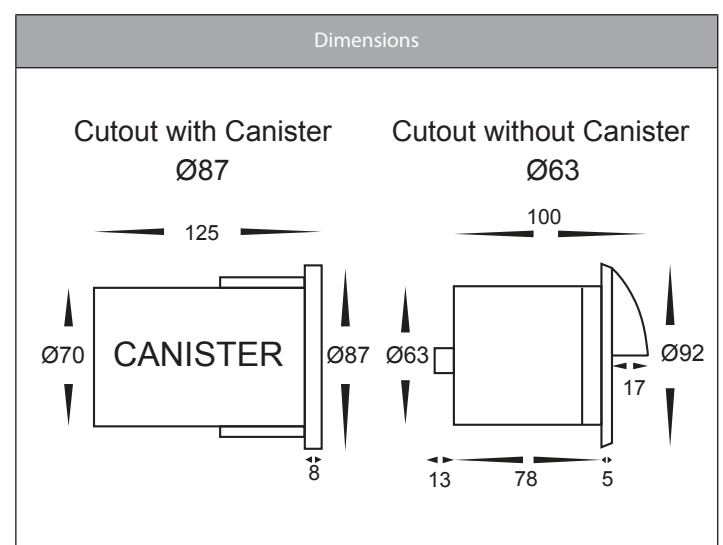 Dimensions
Cutout with Canister
Ø87
125
Ø70
CANISTER
Ø87
8
Cutout without Canister
Ø63
100
Ø63
Ø92
17
13
78
5